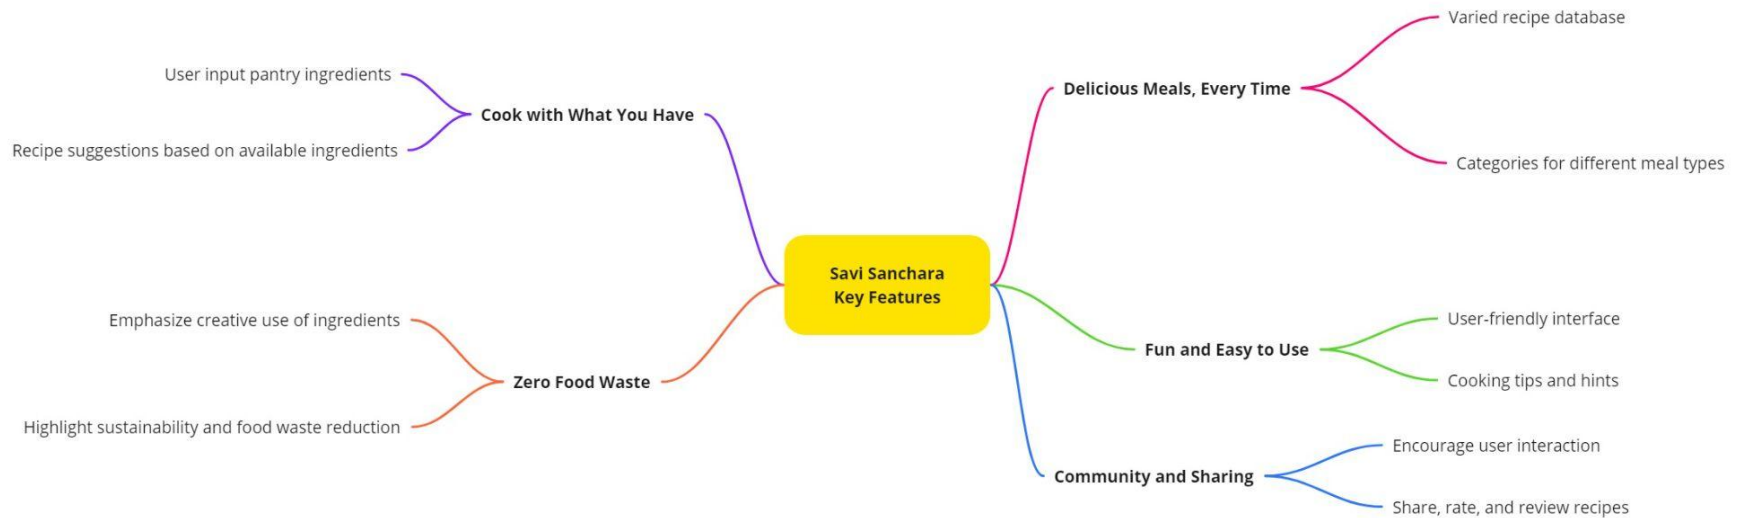 Savi Sanchara
Key Features
Cook with What You Have
User input pantry ingredients
Recipe suggestions based on available ingredients
Zero Food Waste
Emphasize creative use of ingredients
Highlight sustainability and food waste reduction
Delicious Meals, Every Time
Varied recipe database
Categories for different meal types
Fun and Easy to Use
User-friendly interface
Cooking tips and hints
Community and Sharing
Encourage user interaction
Share, rate, and review recipes